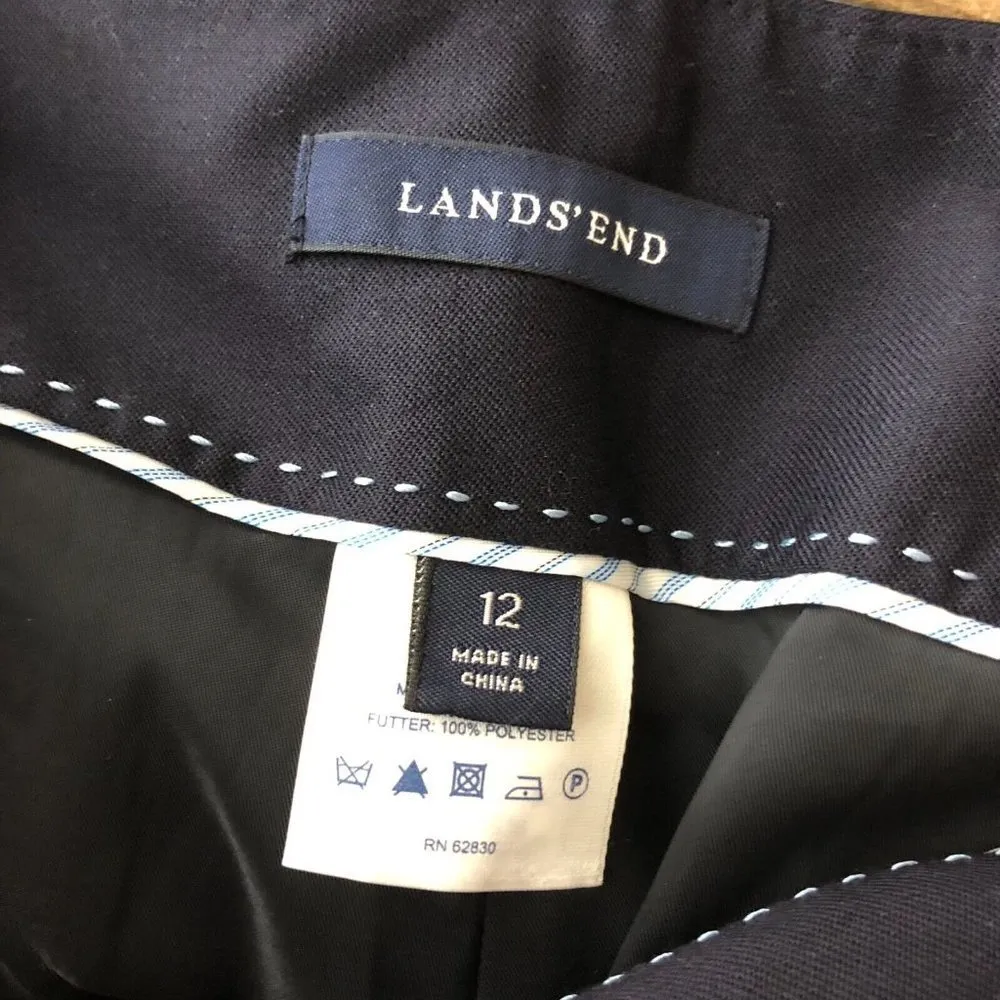 LANDS' END
12
MADE IN
CHINA
FUTTER: 100% POLYESTER
P
RN 62830